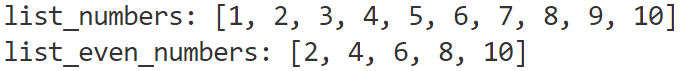 list_numbers: [1, 2, 3, 4, 5, 6, 7, 8, 9, 10]
list_even_numbers: [2, 4, 6, 8, 10]